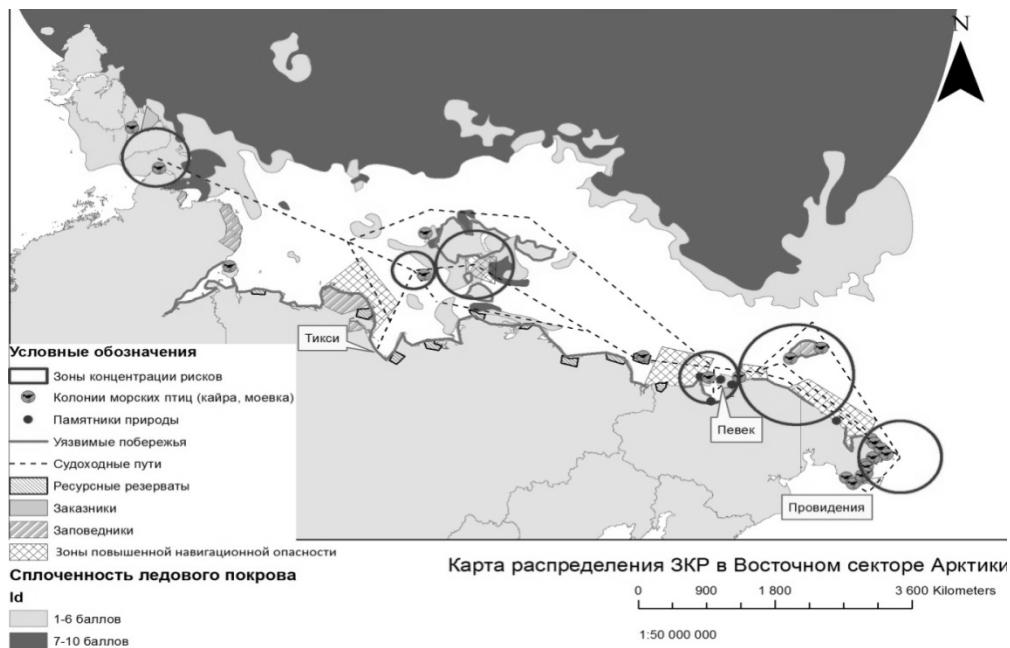 N
Тикси
Певек
Провидения
Условные обозначения
Зоны концентрации рисков
Колонии морских птиц (кайра, моевка)
Памятники природы
Уязвимые побережья
Судоходные пути
Ресурсные резерваты
Заказники
Заповедники
Зоны повышенной навигационной опасности
Сплоченность ледового покрова
Id
1-6 баллов
7-10 баллов
Карта распределения ЗКР в Восточном секторе Арктики
0 900 1 800 3 600 Kilometers
1:50 000 000